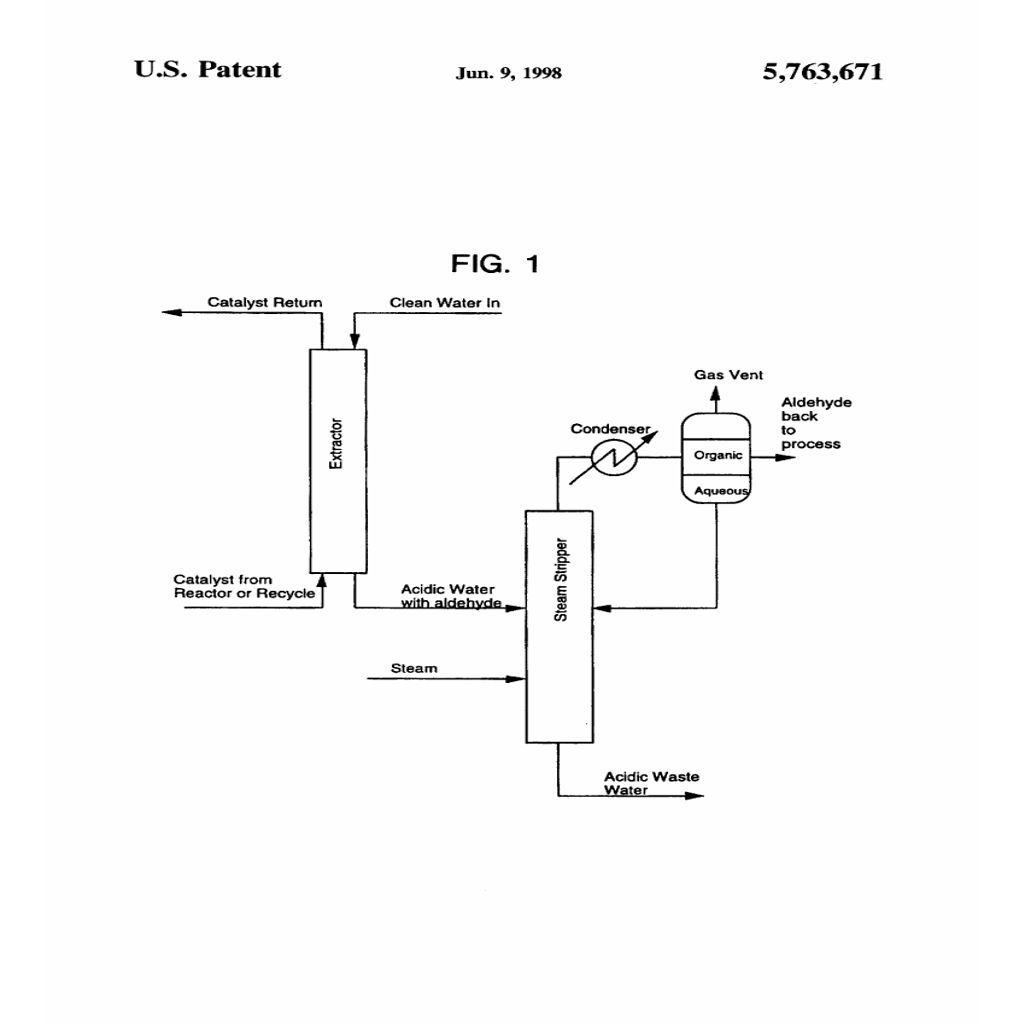 U.S. Patent
Jun. 9, 1998
5,763,671
FIG. 1
Catalyst Return
Clean Water In
Extractor
Catalyst from
Reactor or Recycle
Acidic Water
with aldehyde
Steam
Steam Stripper
Condenser
Gas Vent
Organic
Aqueous
Aldehyde
back
to
process
Acidic Waste
Water